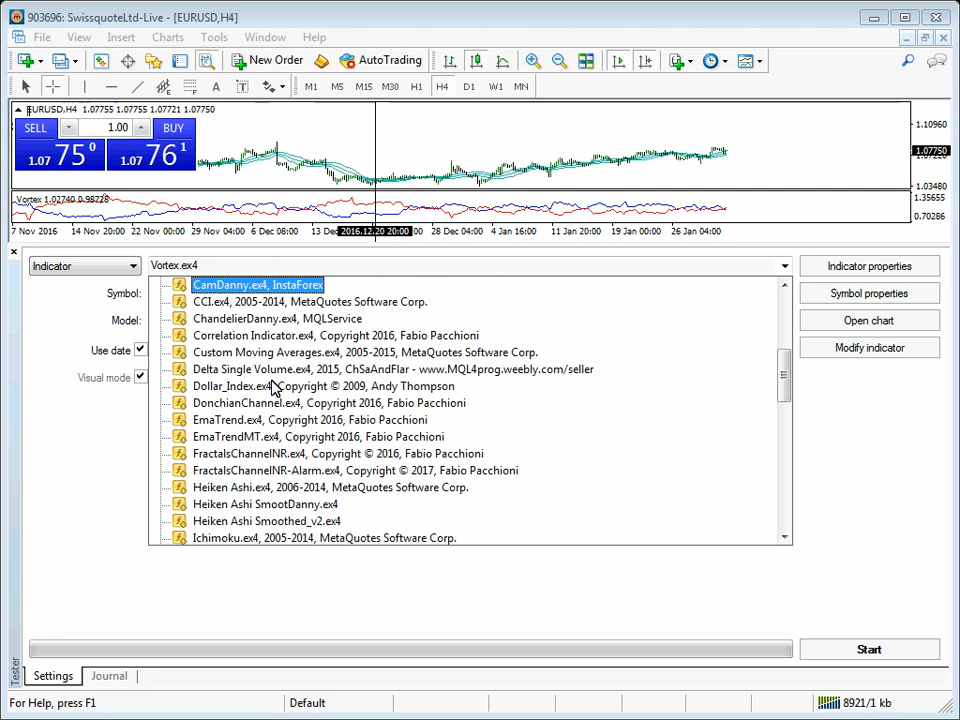 903696: SwissquoteLtd-Live - [EURUSD,H4]
File View Insert Charts Tools Window Help
New Order AutoTrading
A T M1 M5 M15 M30 H1 H4 D1 W1 MN
EURUSD,H4 1.07755 1.07755 1.07721 1.07750
SELL 1.00 BUY
1.07 75 0 1.07 76 1
1.10960
1.07750
1.03480
Vortex 1.02740 0.98728
1.35655
0.70286
7 Nov 2016 14 Nov 20:00 22 Nov 00:00 29 Nov 04:00 6 Dec 08:00 13 Dec 2016.12.20 20:00 00 28 Dec 04:00 4 Jan 16:00 11 Jan 20:00 19 Jan 00:00 26 Jan 04:00
Indicator Vortex.ex4 Indicator properties
Symbol: Symbol properties
Model: Open chart
Use date Modify indicator
Visual mode
CamDanny.ex4, InstaForex
CCI.ex4, 2005-2014, MetaQuotes Software Corp.
ChandelierDanny.ex4, MQLService
Correlation Indicator.ex4, Copyright 2016, Fabio Pacchioni
Custom Moving Averages.ex4, 2005-2015, MetaQuotes Software Corp.
Delta Single Volume.ex4, 2015, ChSaAndFlar - www.MQL4prog.weebly.com/seller
Dollar_Index.ex4, Copyright © 2009, Andy Thompson
DonchianChannel.ex4, Copyright 2016, Fabio Pacchioni
EmaTrend.ex4, Copyright 2016, Fabio Pacchioni
EmaTrendMT.ex4, Copyright 2016, Fabio Pacchioni
FractalsChannelNR.ex4, Copyright © 2016, Fabio Pacchioni
FractalsChannelNR-Alarm.ex4, Copyright © 2017, Fabio Pacchioni
Heiken Ashi.ex4, 2006-2014, MetaQuotes Software Corp.
Heiken Ashi SmootDanny.ex4
Heiken Ashi Smoothed_v2.ex4
Ichimoku.ex4, 2005-2014, MetaQuotes Software Corp.
Start
Tester
Settings Journal
For Help, press F1 Default 8921/1 kb